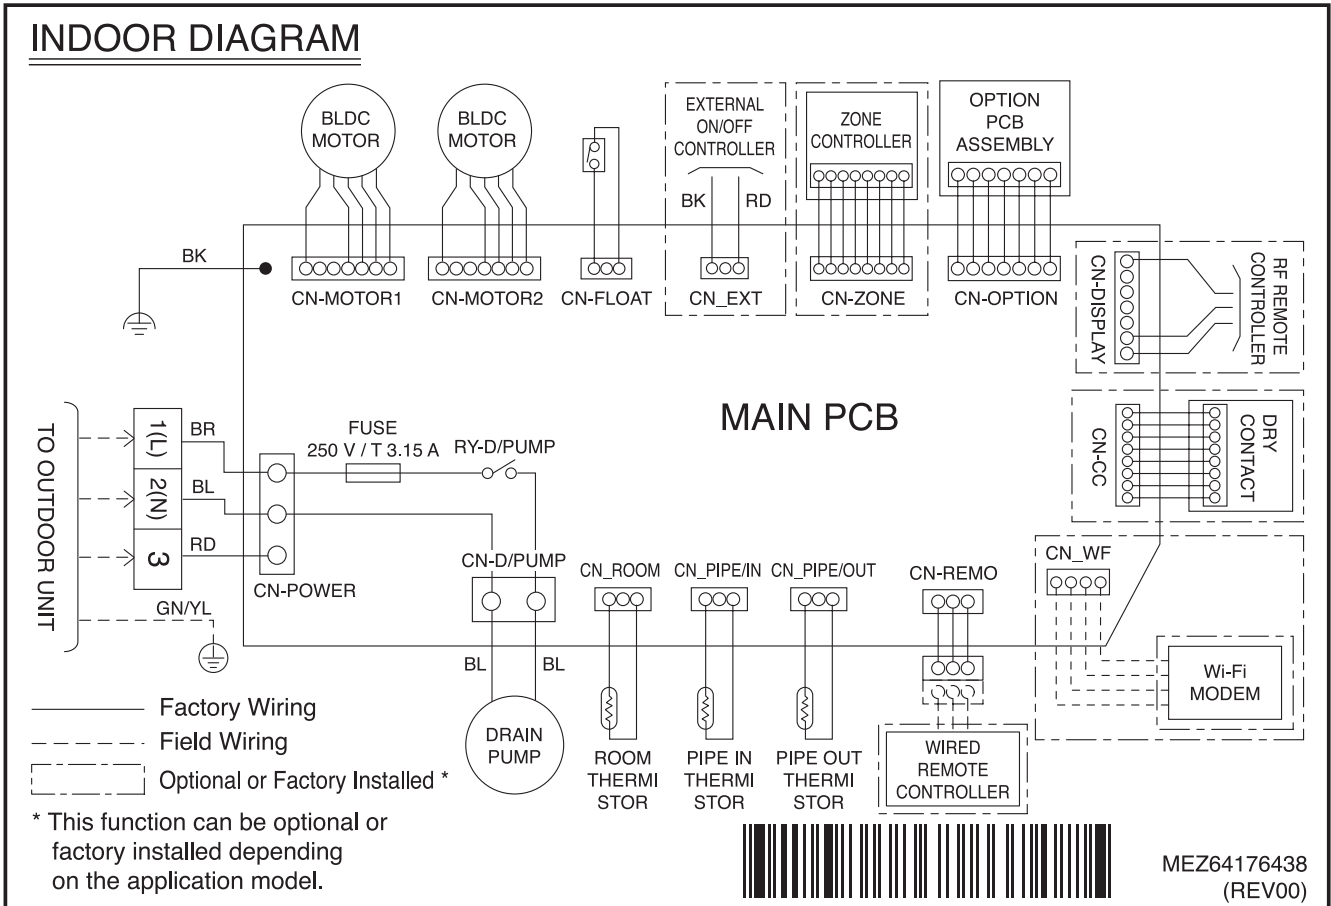 INDOOR DIAGRAM
BLDC
MOTOR
BLDC
MOTOR
EXTERNAL
ON/OFF
CONTROLLER
BK
RD
ZONE
CONTROLLER
OPTION
PCB
ASSEMBLY
BK
CN-MOTOR1
CN-MOTOR2
CN-FLOAT
CN_EXT
CN-ZONE
CN-OPTION
CN-DISPLAY
RF REMOTE
CONTROLLER
MAIN PCB
CN-CC
DRY
CONTACT
TO OUTDOOR UNIT
1(L)
2(N)
3
BR
BL
RD
GN/YL
CN-POWER
FUSE
250 V / T 3.15 A
RY-D/PUMP
CN-D/PUMP
BL
BL
DRAIN
PUMP
CN_ROOM
CN_PIPE/IN
CN_PIPE/OUT
CN-REMO
CN_WF
Wi-Fi
MODEM
ROOM
THERMI
STOR
PIPE IN
THERMI
STOR
PIPE OUT
THERMI
STOR
WIRED
REMOTE
CONTROLLER
Factory Wiring
Field Wiring
Optional or Factory Installed *
* This function can be optional or
factory installed depending
on the application model.
MEZ64176438
(REV00)